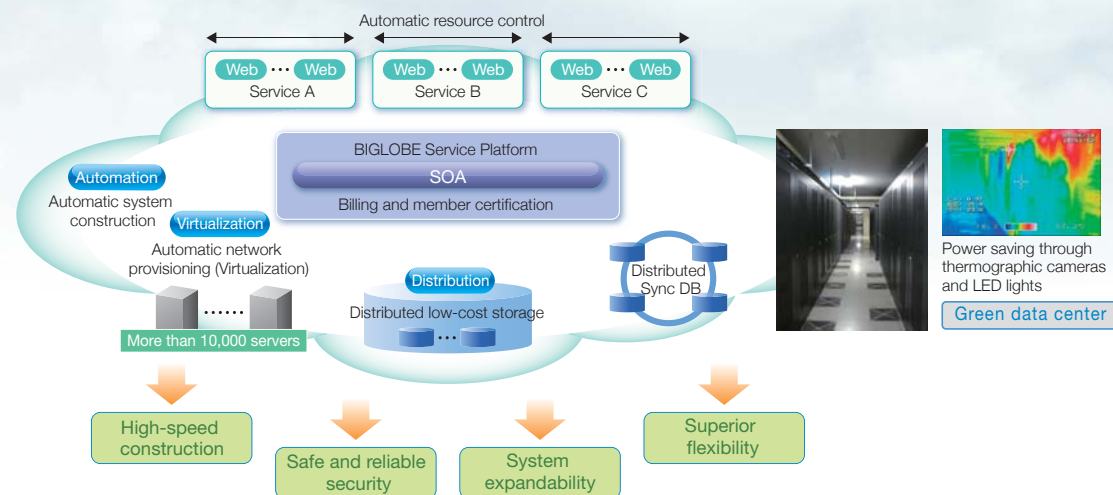 Automatic resource control
Web ··· Web
Service A
Web ··· Web
Service B
Web ··· Web
Service C
BIGLOBE Service Platform
SOA
Billing and member certification
Automation
Automatic system
construction
Virtualization
Automatic network
provisioning (Virtualization)
······
More than 10,000 servers
Distribution
Distributed low-cost storage
···
Distributed
Sync DB
Power saving through
thermographic cameras
and LED lights
Green data center
High-speed
construction
Safe and reliable
security
System
expandability
Superior
flexibility